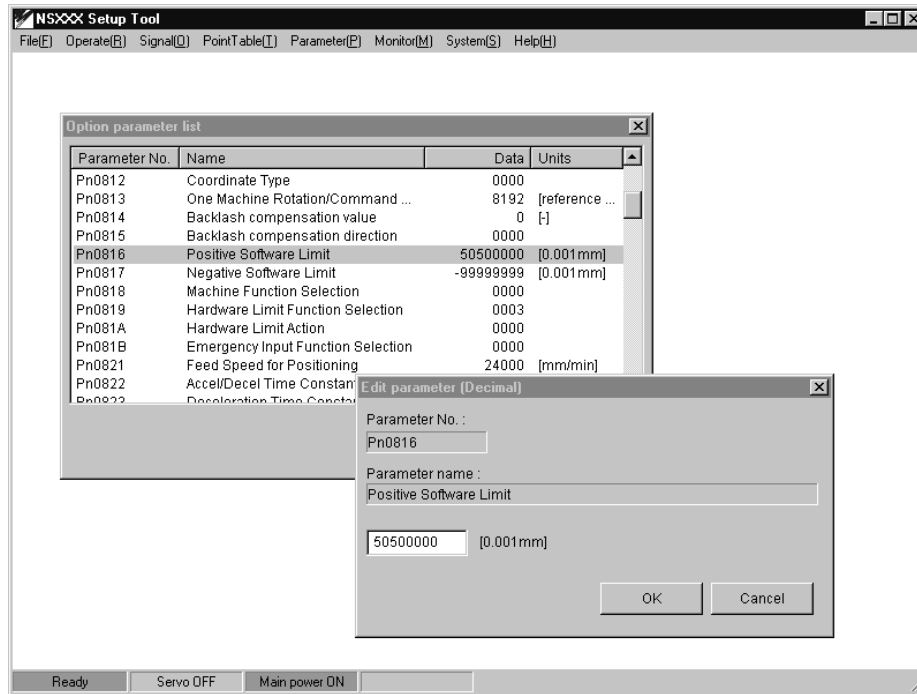 NSXXX Setup Tool
File(F) Operate(R) Signal(O) PointTable(T) Parameter(P) Monitor(M) System(S) Help(H)
Option parameter list
Parameter No. Name Data Units
Pn0812 Coordinate Type 0000
Pn0813 One Machine Rotation/Command ... 8192 [reference ...
Pn0814 Backlash compensation value 0 [-]
Pn0815 Backlash compensation direction 0000
Pn0816 Positive Software Limit 50500000 [0.001mm]
Pn0817 Negative Software Limit -99999999 [0.001mm]
Pn0818 Machine Function Selection 0000
Pn0819 Hardware Limit Function Selection 0003
Pn081A Hardware Limit Action 0000
Pn081B Emergency Input Function Selection 0000
Pn0821 Feed Speed for Positioning 24000 [mm/min]
Pn0822 Accel/Decel Time Constan
Pn0823 Deceleration Time Consta
Edit parameter (Decimal)
Parameter No. :
Pn0816
Parameter name :
Positive Software Limit
50500000 [0.001mm]
OK Cancel
Ready Servo OFF Main power ON